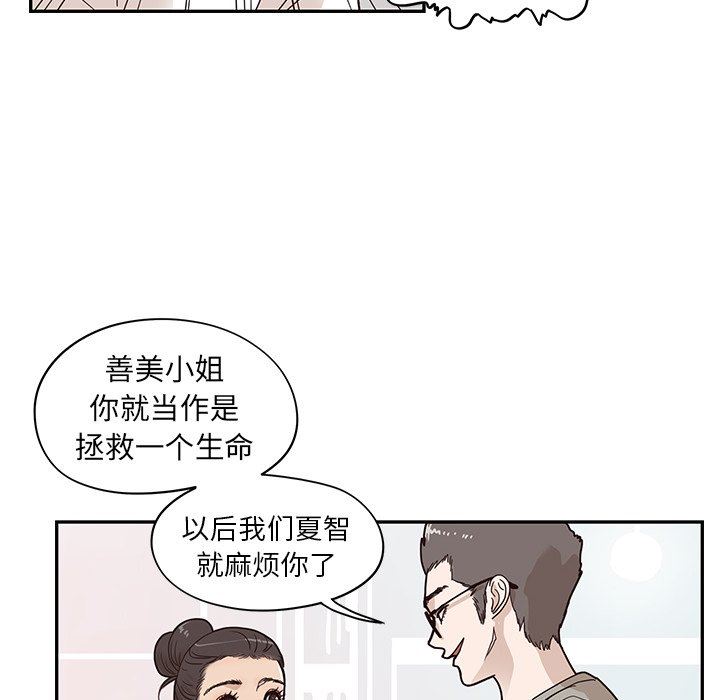 善美小姐
你就当作是
拯救一个生命
以后我们夏智
就麻烦你了